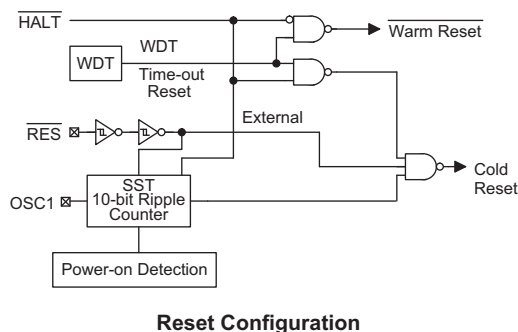 HALT
Warm Reset
WDT
WDT
Time-out
Reset
RES
External
Cold
Reset
OSC1
SST
10-bit Ripple
Counter
Power-on Detection
Reset Configuration